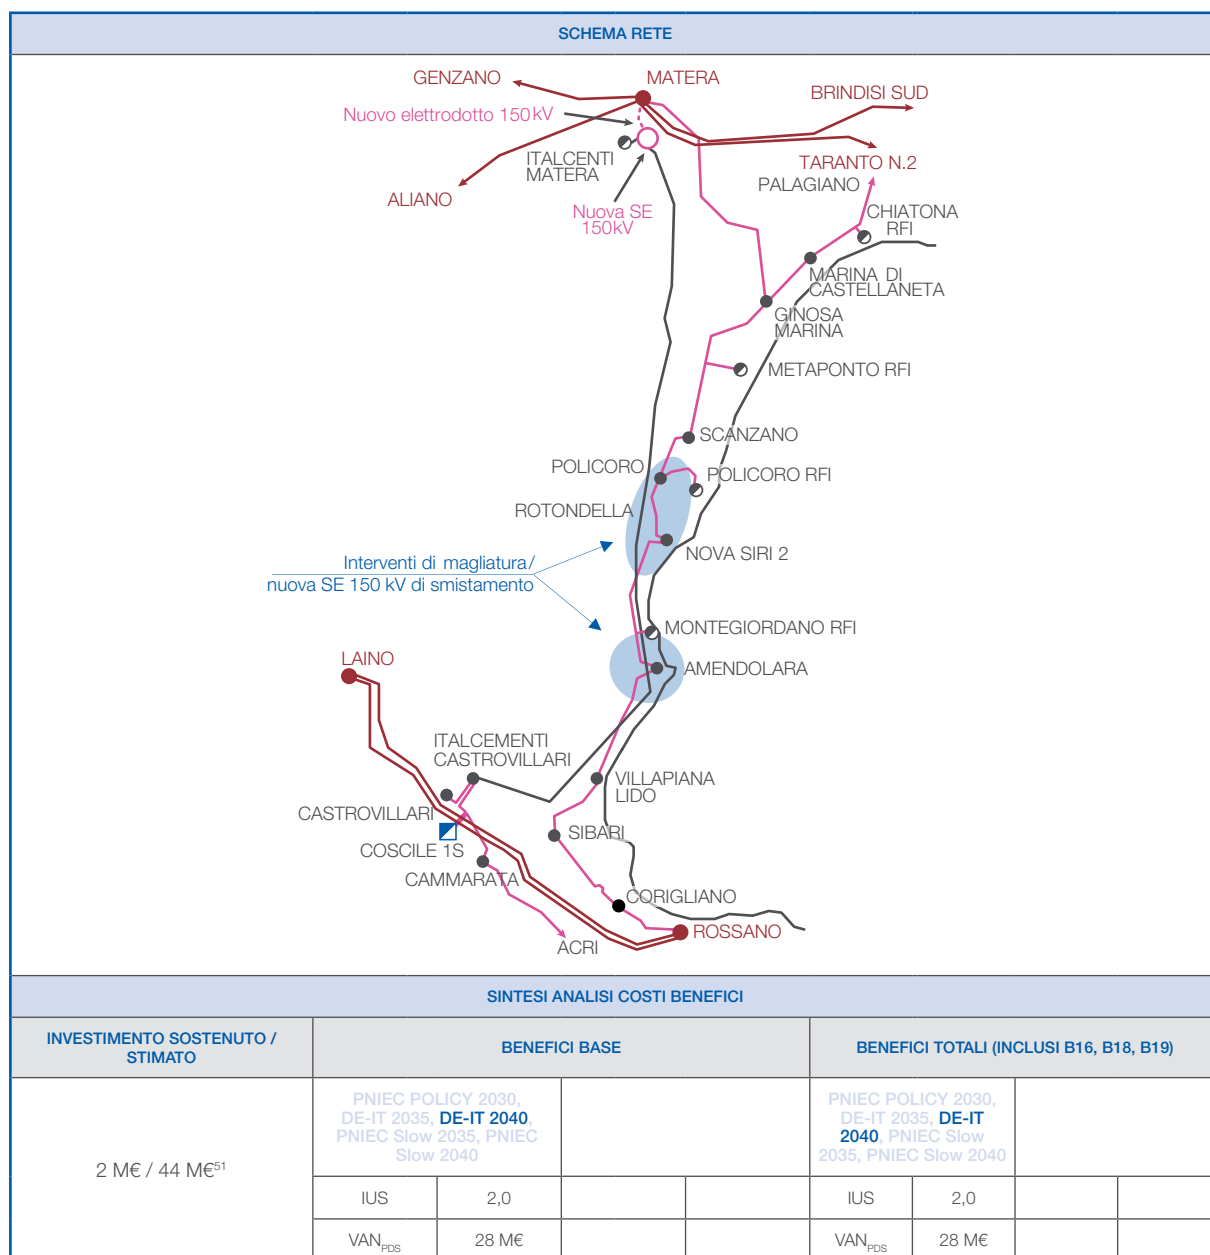 SCHEMA RETE
GENZANO
MATERA
BRINDISI SUD
Nuovo elettrodotto 150 kV
ITALCENTI
MATERA
TARANTO N.2
PALAGIANO
ALIANO
Nuova SE
150kV
CHIATONA
RFI
MARINA DI
CASTELLANETA
GINOSA
MARINA
METAPONTO RFI
SCANZANO
POLICORO
POLICORO RFI
ROTONDELLA
NOVA SIRI 2
Interventi di magliatura/
nuova SE 150 kV di smistamento
MONTEGIORDANO RFI
LAINO
AMENDOLARA
ITALCEMENTI
CASTROVILLARI
VILLAPIANA
LIDO
CASTROVILLARI
SIBARI
COSCILE 1S
CAMMARATA
CORIGLIANO
ROSSANO
ACRI
SINTESI ANALISI COSTI BENEFICI
INVESTIMENTO SOSTENUTO /
STIMATO
BENEFICI BASE
BENEFICI TOTALI (INCLUSI B16, B18, B19)
PNIEC POLICY 2030,
DE-IT 2035, DE-IT 2040,
PNIEC Slow 2035, PNIEC
Slow 2040
PNIEC POLICY 2030,
DE-IT 2035, DE-IT
2040, PNIEC Slow
2035, PNIEC Slow 2040
2 M€ / 44 M€51
IUS 2,0 IUS 2,0
VANPDS 28 M€ VANPDS 28 M€